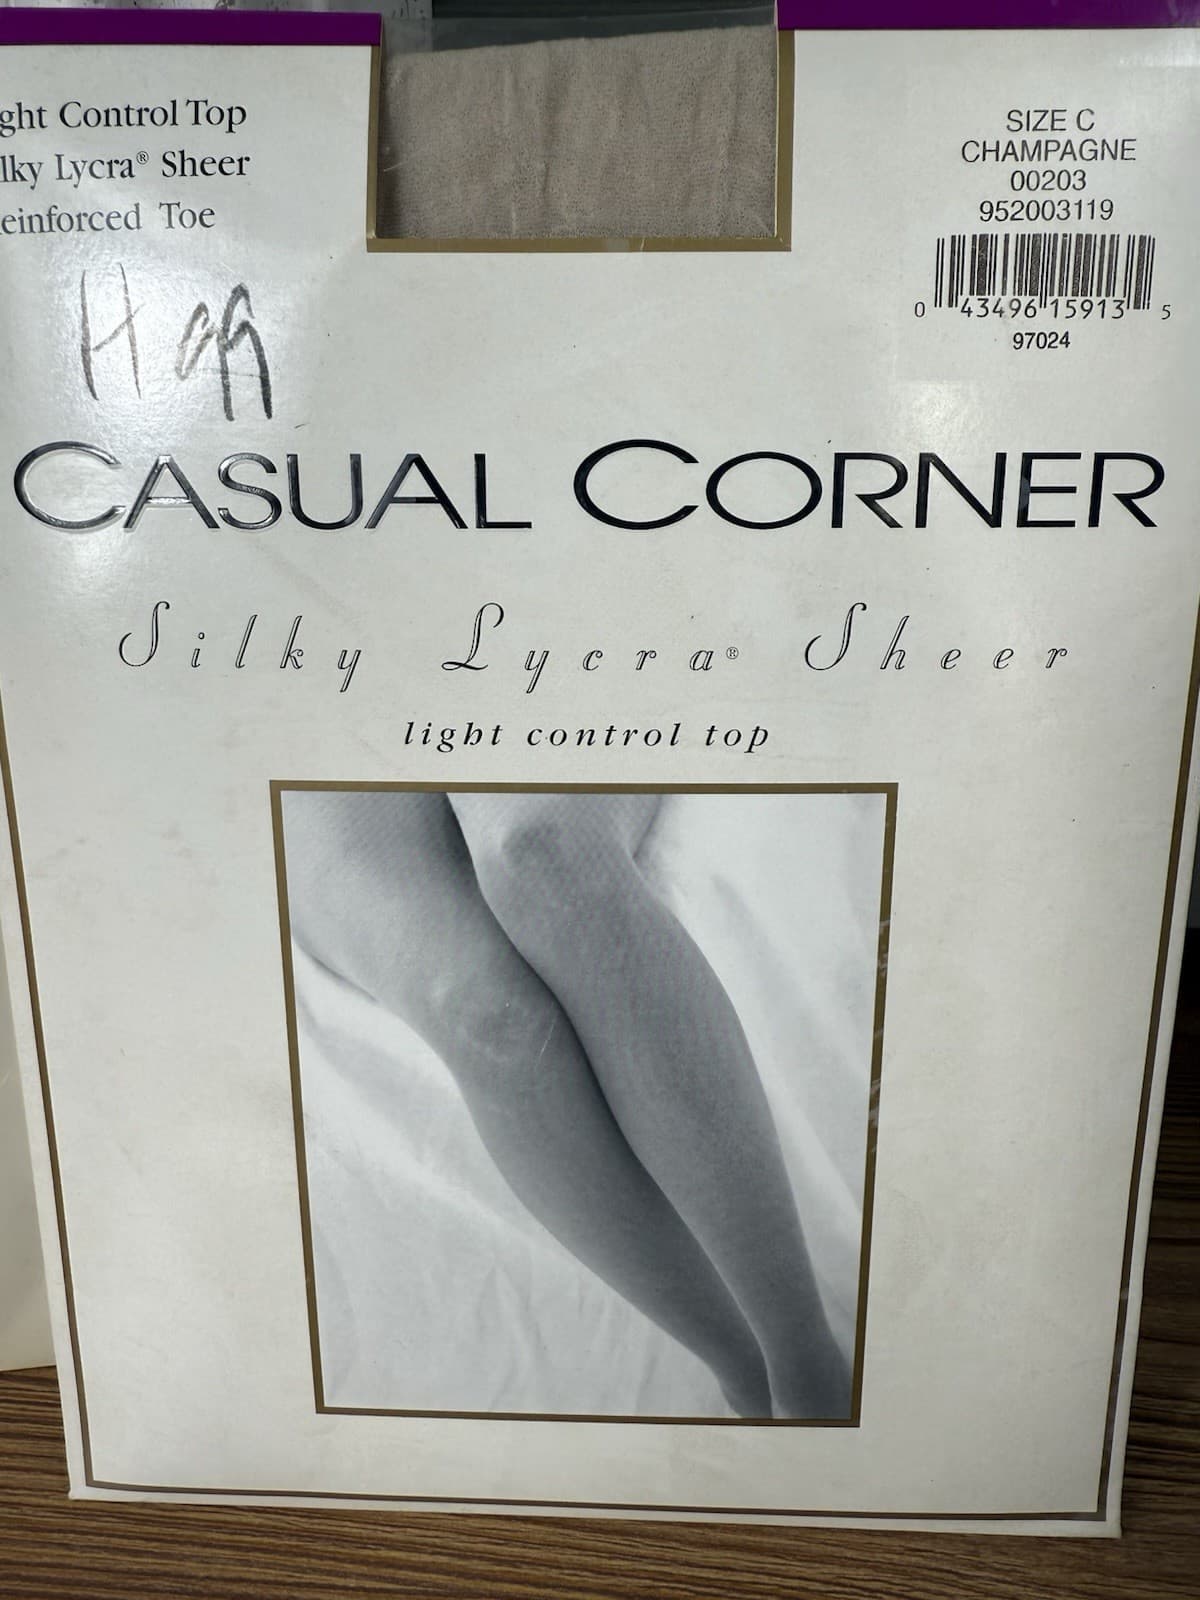 ght Control Top
lky Lycra® Sheer
einforced Toe
SIZE C
CHAMPAGNE
00203
952003119
0 43496 15913 5
97024
CASUAL CORNER
Silky Lycra® Sheer
light control top